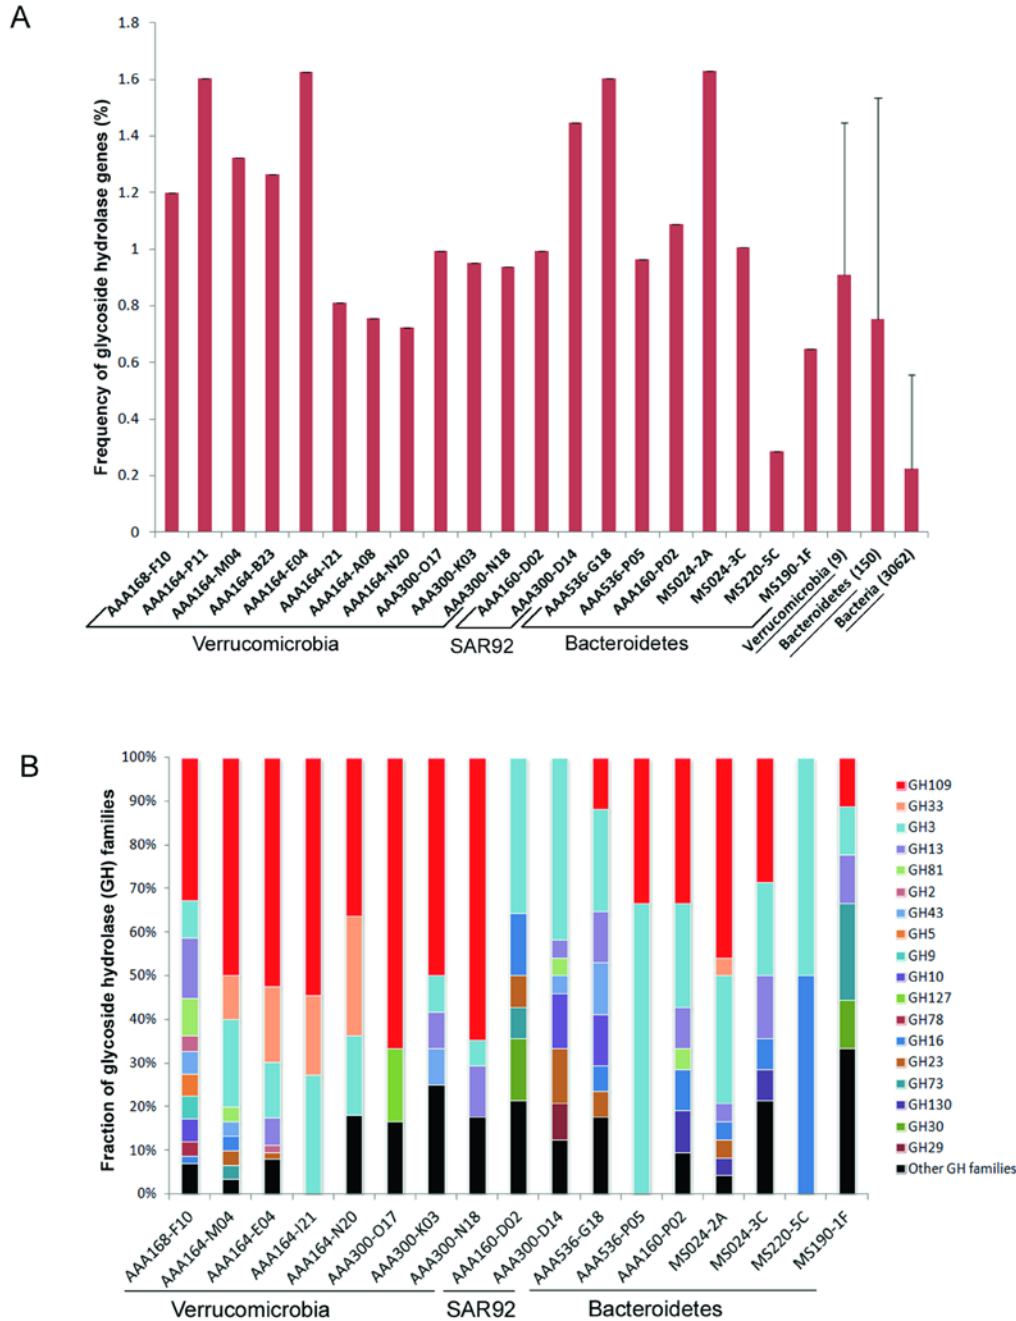 A
Frequency of glycoside hydrolase genes (%)
1.8
1.6
1.4
1.2
1
0.8
0.6
0.4
0.2
0
AAA168-F10
AAA164-P11
AAA164-M04
AAA164-B23
AAA164-E04
AAA164-I21
AAA164-A08
AAA164-N20
AAA300-O17
AAA300-K03
AAA300-N18
AAA160-D02
AAA300-D14
AAA536-G18
AAA536-P05
AAA160-P02
MS024-2A
MS024-3C
MS220-5C
MS190-1F
Verrucomicrobia (9)
Bacteroidetes (150)
Bacteria (3062)
Verrucomicrobia
SAR92
Bacteroidetes
B
Fraction of glycoside hydrolase (GH) families
100%
90%
80%
70%
60%
50%
40%
30%
20%
10%
0%
GH109
GH33
GH3
GH13
GH81
GH2
GH43
GH5
GH9
GH10
GH127
GH78
GH16
GH23
GH73
GH130
GH30
GH29
Other GH families
AAA168-F10
AAA164-M04
AAA164-E04
AAA164-I21
AAA164-N20
AAA300-O17
AAA300-K03
AAA300-N18
AAA160-D02
AAA300-D14
AAA536-G18
AAA536-P05
AAA160-P02
MS024-2A
MS024-3C
MS220-5C
MS190-1F
Verrucomicrobia
SAR92
Bacteroidetes